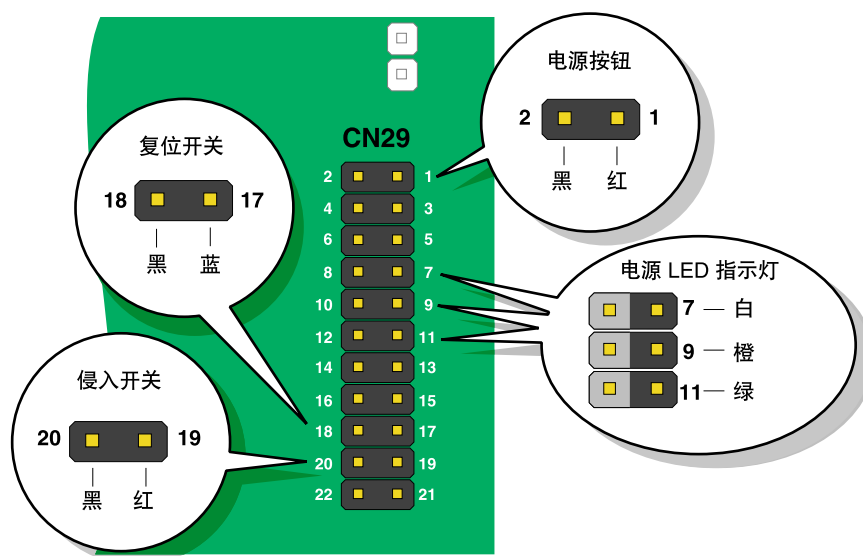 电源按钮
2 1
黑 红
复位开关
18 17
黑 蓝
CN29
2 1
4 3
6 5
8 7
10 9
12 11
14 13
16 15
18 17
20 19
22 21
电源 LED 指示灯
7 — 白
9 — 橙
11 — 绿
侵入开关
20 19
黑 红